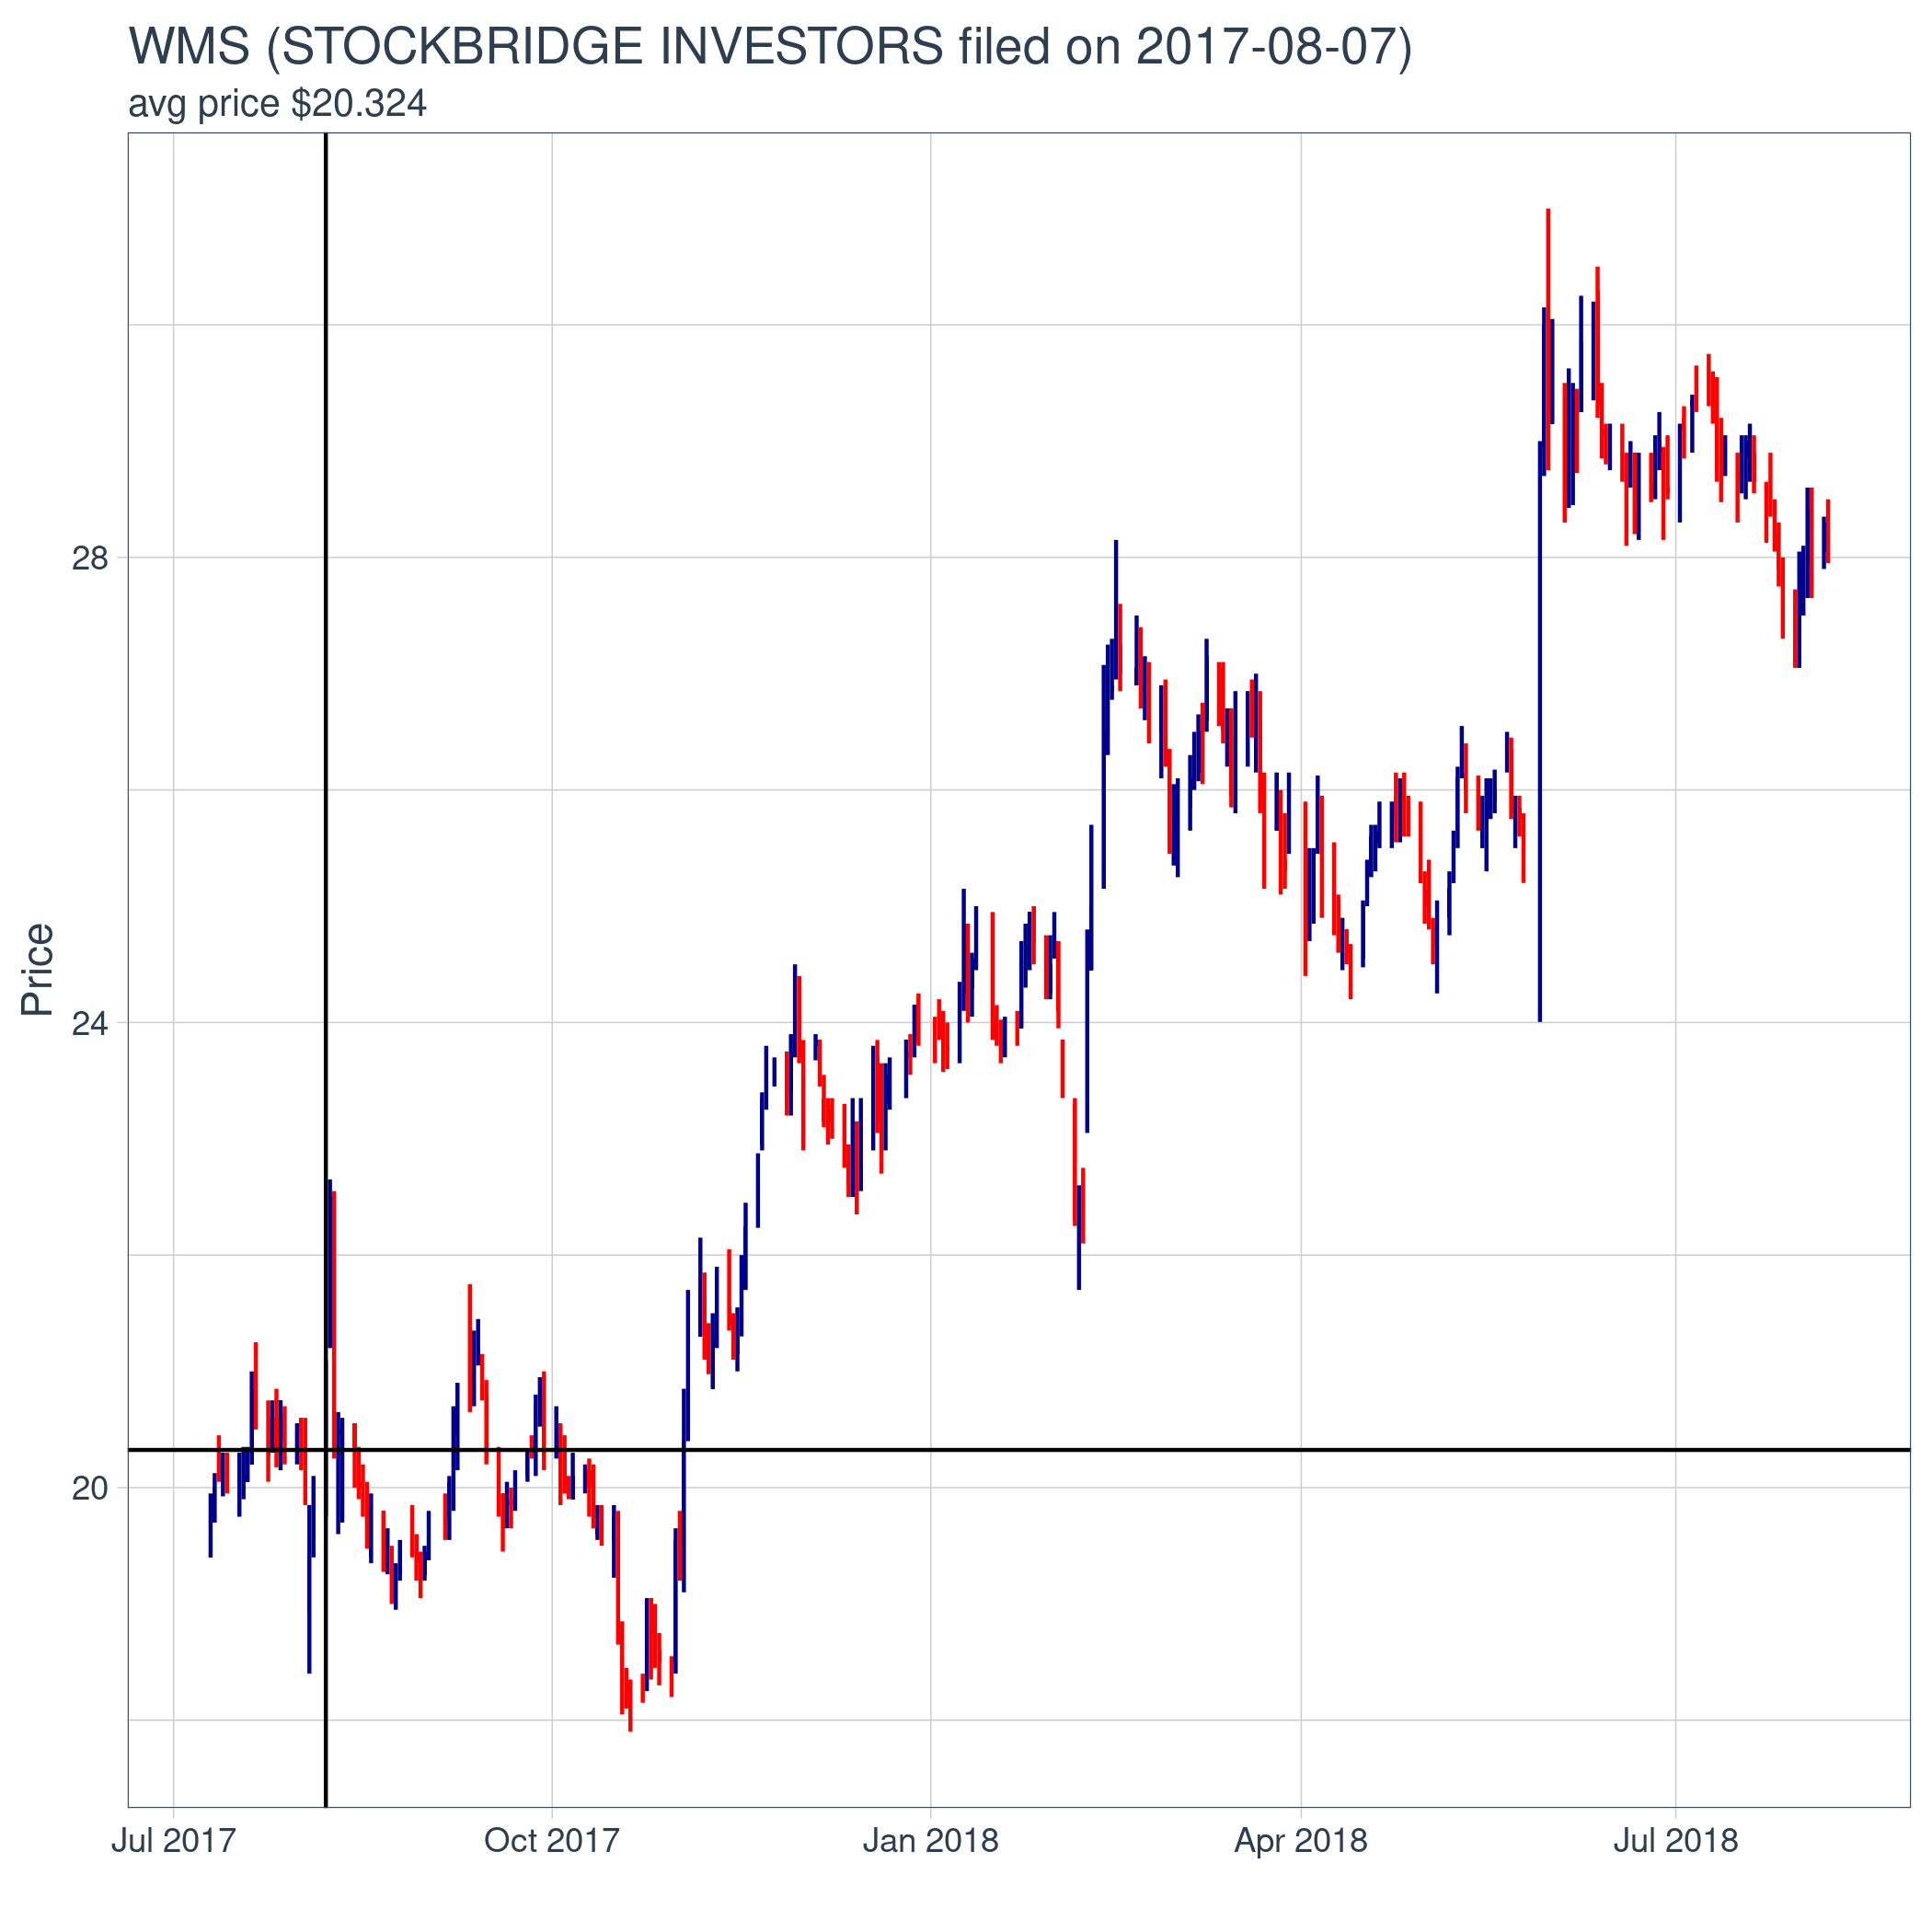 WMS (STOCKBRIDGE INVESTORS filed on 2017-08-07)
avg price $20.324
Price
28
24
20
Jul 2017 Oct 2017 Jan 2018 Apr 2018 Jul 2018